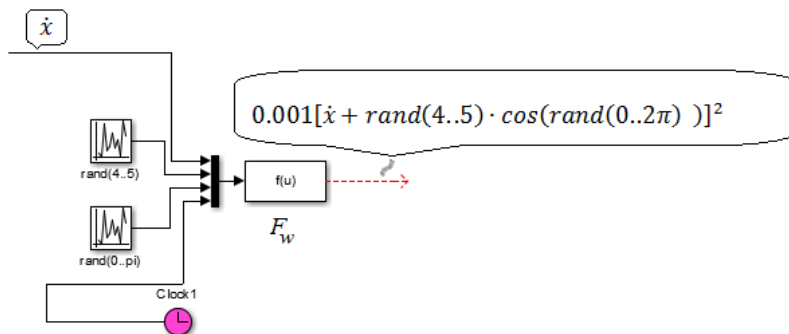 ẋ
0.001[ẋ + rand(4..5) · cos(rand(0..2π) )]²
rand(4..5)
f(u)
F_w
rand(0..pi)
Clock1